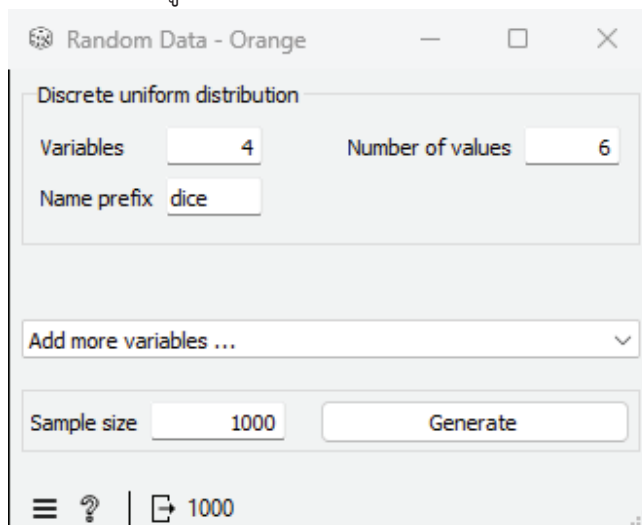 Random Data - Orange
Discrete uniform distribution
Variables 4 Number of values 6
Name prefix dice
Add more variables ...
Sample size 1000 Generate
1000